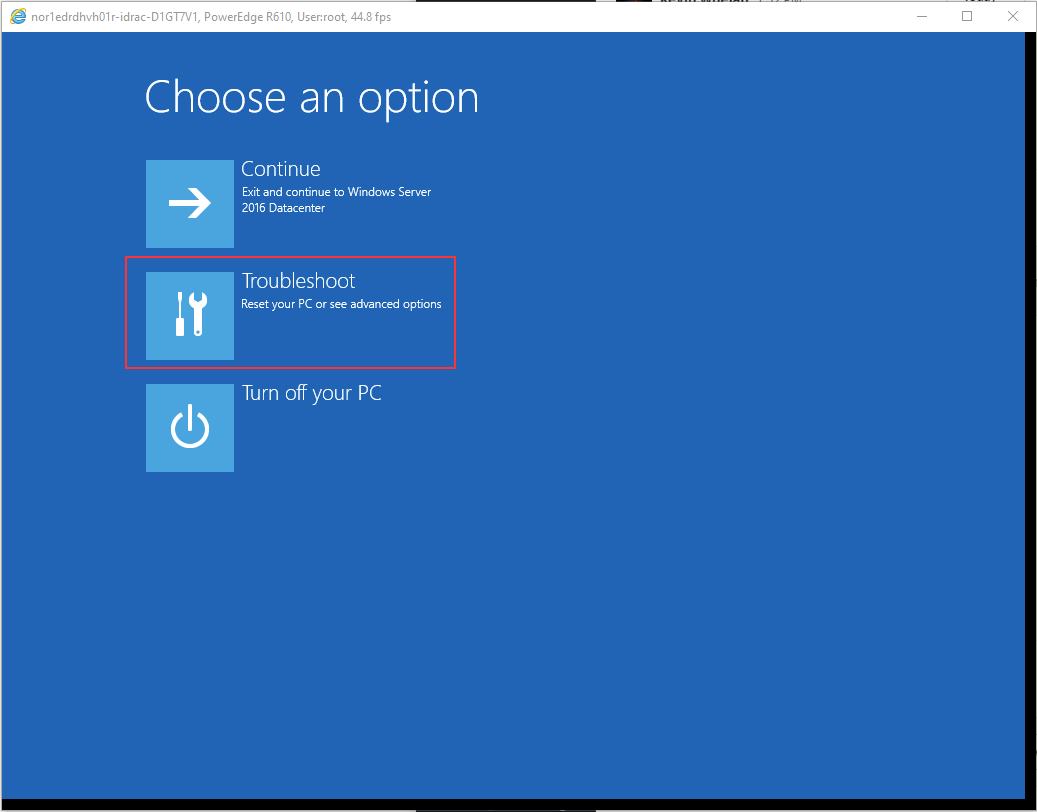 nor1edrdhvh01r-idrac-D1GT7V1, PowerEdge R610, User:root, 44.8 fps
Choose an option
Continue
Exit and continue to Windows Server
2016 Datacenter
Troubleshoot
Reset your PC or see advanced options
Turn off your PC